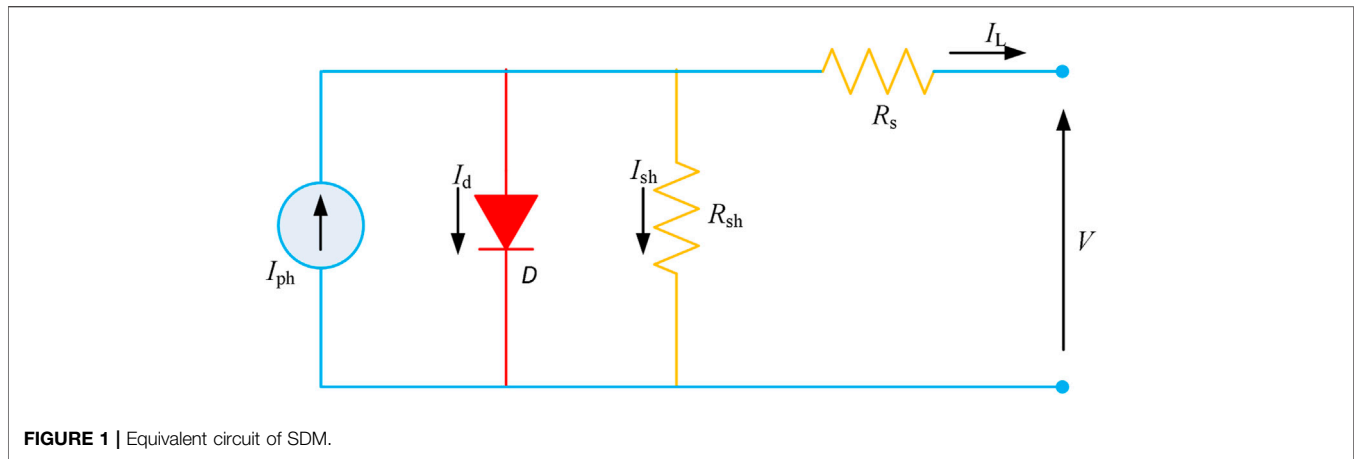 I_L
R_s
I_d
I_sh
R_sh
V
I_ph
D
FIGURE 1 | Equivalent circuit of SDM.